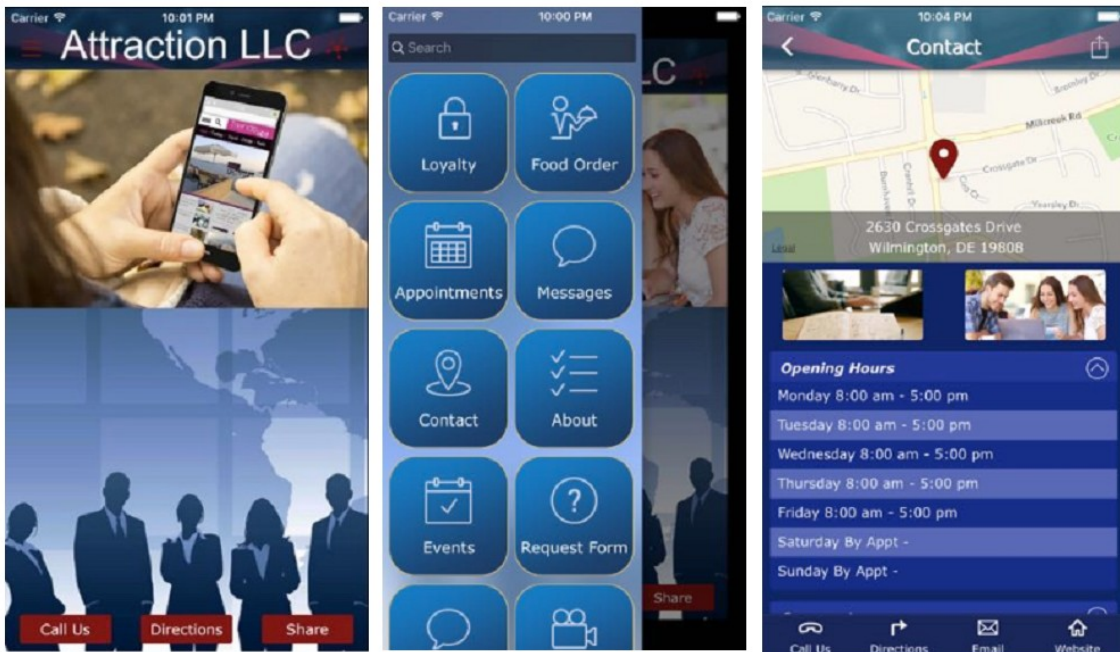 Carrier 10:01 PM
Attraction LLC
Call Us Directions Share
Carrier 10:00 PM
Search
LC
Loyalty Food Order
Appointments Messages
Contact About
Events Request Form
Share
Carrier 10:04 PM
Contact
Millcreek Rd
Crossgate Dr
2630 Crossgates Drive
Legal Wilmington, DE 19808
Opening Hours
Monday 8:00 am - 5:00 pm
Tuesday 8:00 am - 5:00 pm
Wednesday 8:00 am - 5:00 pm
Thursday 8:00 am - 5:00 pm
Friday 8:00 am - 5:00 pm
Saturday By Appt -
Sunday By Appt -
Call Us Directions Email Website